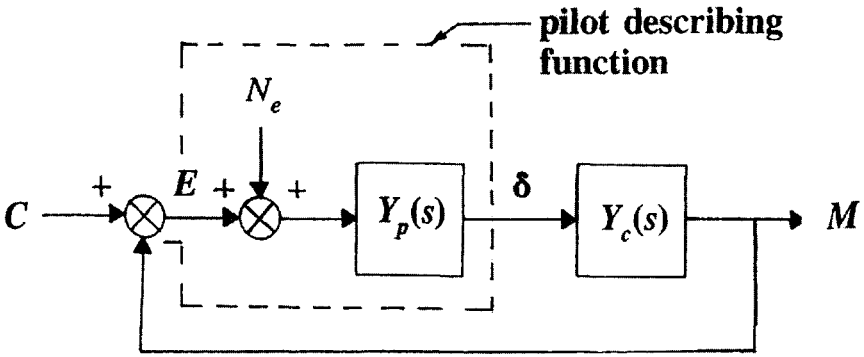 pilot describing
function
N_e
+ E + +
C Y_p(s) δ Y_c(s) M
−